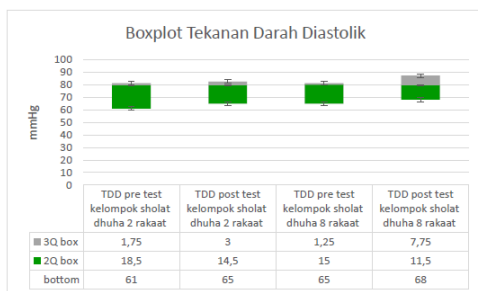 Boxplot Tekanan Darah Diastolik
100
90
80
70
60
50
40
30
20
10
0
mmHg
TDD pre test kelompok sholat dhuha 2 rakaat
TDD post test kelompok sholat dhuha 2 rakaat
TDD pre test kelompok sholat dhuha 8 rakaat
TDD post test kelompok sholat dhuha 8 rakaat
3Q box 1,75 3 1,25 7,75
2Q box 18,5 14,5 15 11,5
bottom 61 65 65 68